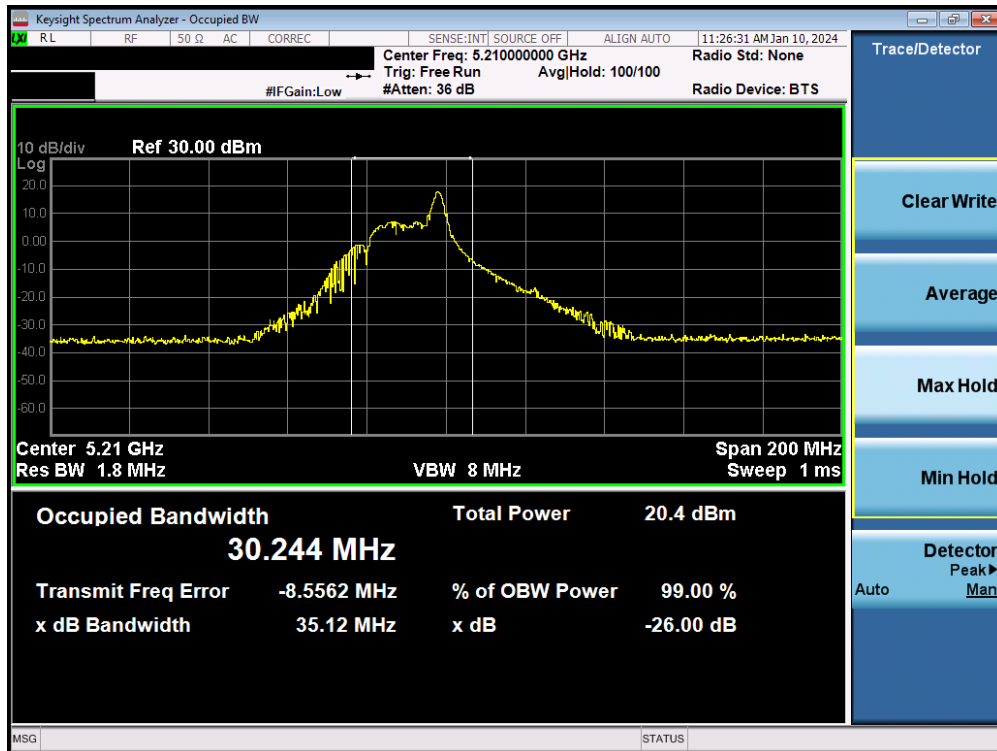 Keysight Spectrum Analyzer - Occupied BW
LXI RL RF 50 Ω AC CORREC SENSE:INT SOURCE OFF ALIGN AUTO 11:26:31 AM Jan 10, 2024
Center Freq: 5.210000000 GHz Radio Std: None
Trig: Free Run Avg|Hold: 100/100
#IFGain:Low #Atten: 36 dB Radio Device: BTS
Trace/Detector
10 dB/div Ref 30.00 dBm
Log
20.0
10.0
0.00
-10.0
-20.0
-30.0
-40.0
-50.0
-60.0
Center 5.21 GHz Span 200 MHz
Res BW 1.8 MHz VBW 8 MHz Sweep 1 ms
Occupied Bandwidth Total Power 20.4 dBm
30.244 MHz
Transmit Freq Error -8.5562 MHz % of OBW Power 99.00 %
x dB Bandwidth 35.12 MHz x dB -26.00 dB
Clear Write
Average
Max Hold
Min Hold
Detector
Peak
Auto Man
MSG STATUS